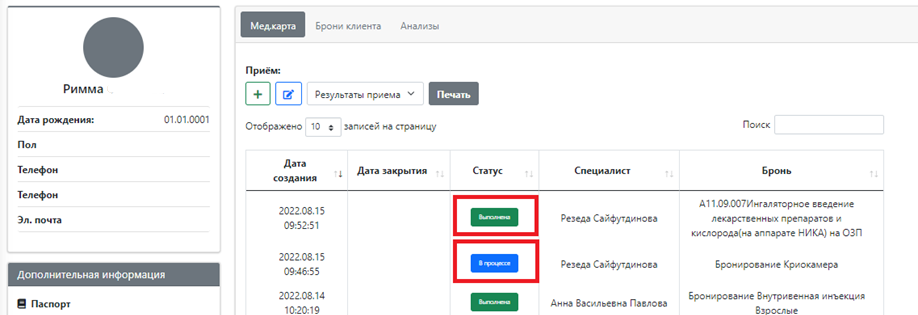 Мед.карта Брони клиента Анализы
Римма
Дата рождения: 01.01.0001
Пол
Телефон
Телефон
Эл. почта
Дополнительная информация
Паспорт
Приём:
+ Результаты приема Печать
Отображено 10 записей на страницу Поиск
Дата создания Дата закрытия Статус Специалист Бронь
2022.08.15 09:52:51 Выполнена Резеда Сайфутдинова А11.09.007Ингаляторное введение
лекарственных препаратов и
кислорода(на аппарате НИКА) на ОЗП
2022.08.15 09:46:55 В процессе Резеда Сайфутдинова Бронирование Криокамера
2022.08.14 10:20:19 Выполнена Анна Васильевна Павлова Бронирование Внутривенная инъекция
Взрослые